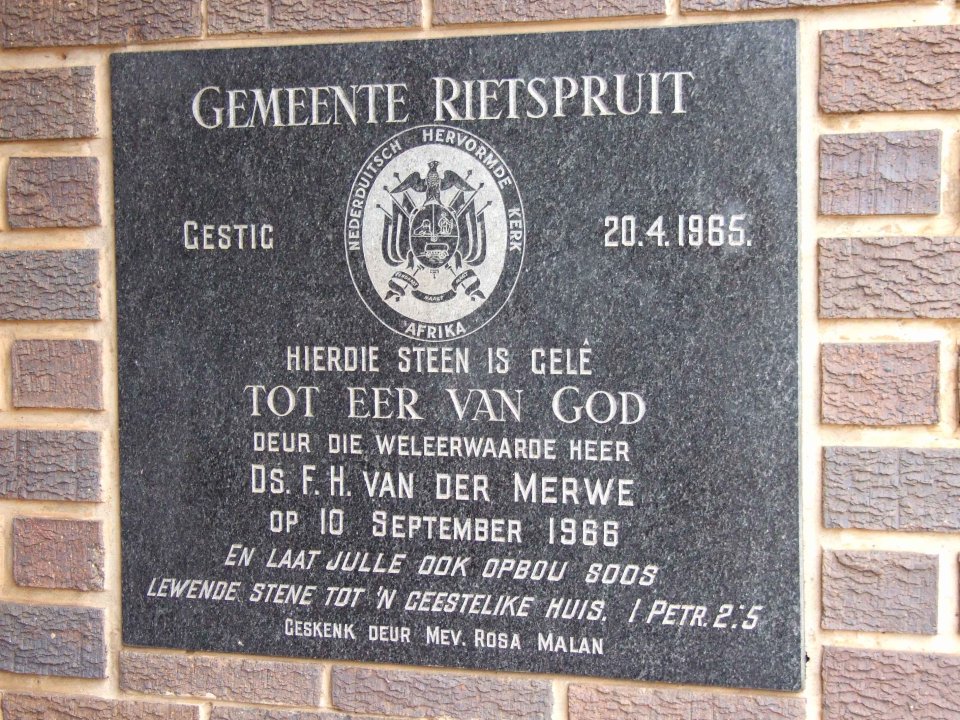 GEMEENTE RIETSPRUIT
NEDERDUITSCH HERVORMDE KERK
AFRIKA
GESTIG 20.4.1965.
HIERDIE STEEN IS GELÊ
TOT EER VAN GOD
DEUR DIE WELEERWAARDE HEER
DS. F. H. VAN DER MERWE
OP 10 SEPTEMBER 1966
EN LAAT JULLE OOK OPBOU SOOS
LEWENDE STENE TOT 'N GEESTELIKE HUIS. I PETR. 2:5
GESKENK DEUR MEV. ROSA MALAN